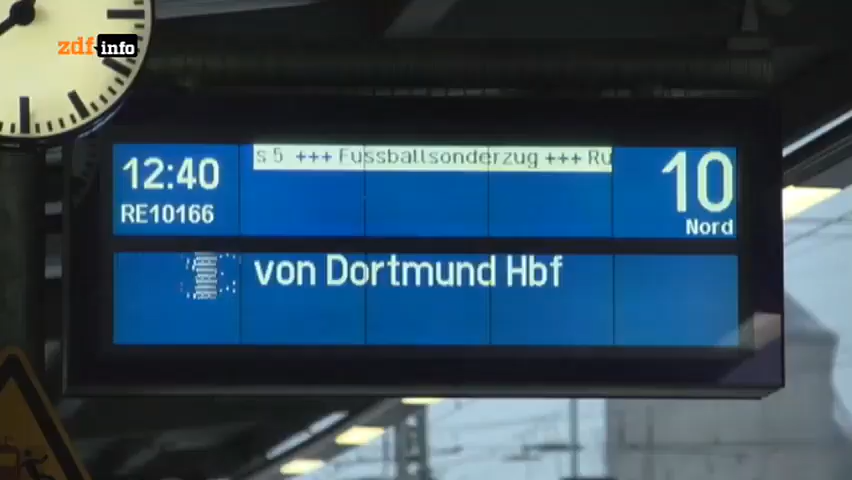 zdf info
12:40
s 5 +++ Fussballsonderzug +++ Ru
10
RE10166
Nord
von Dortmund Hbf